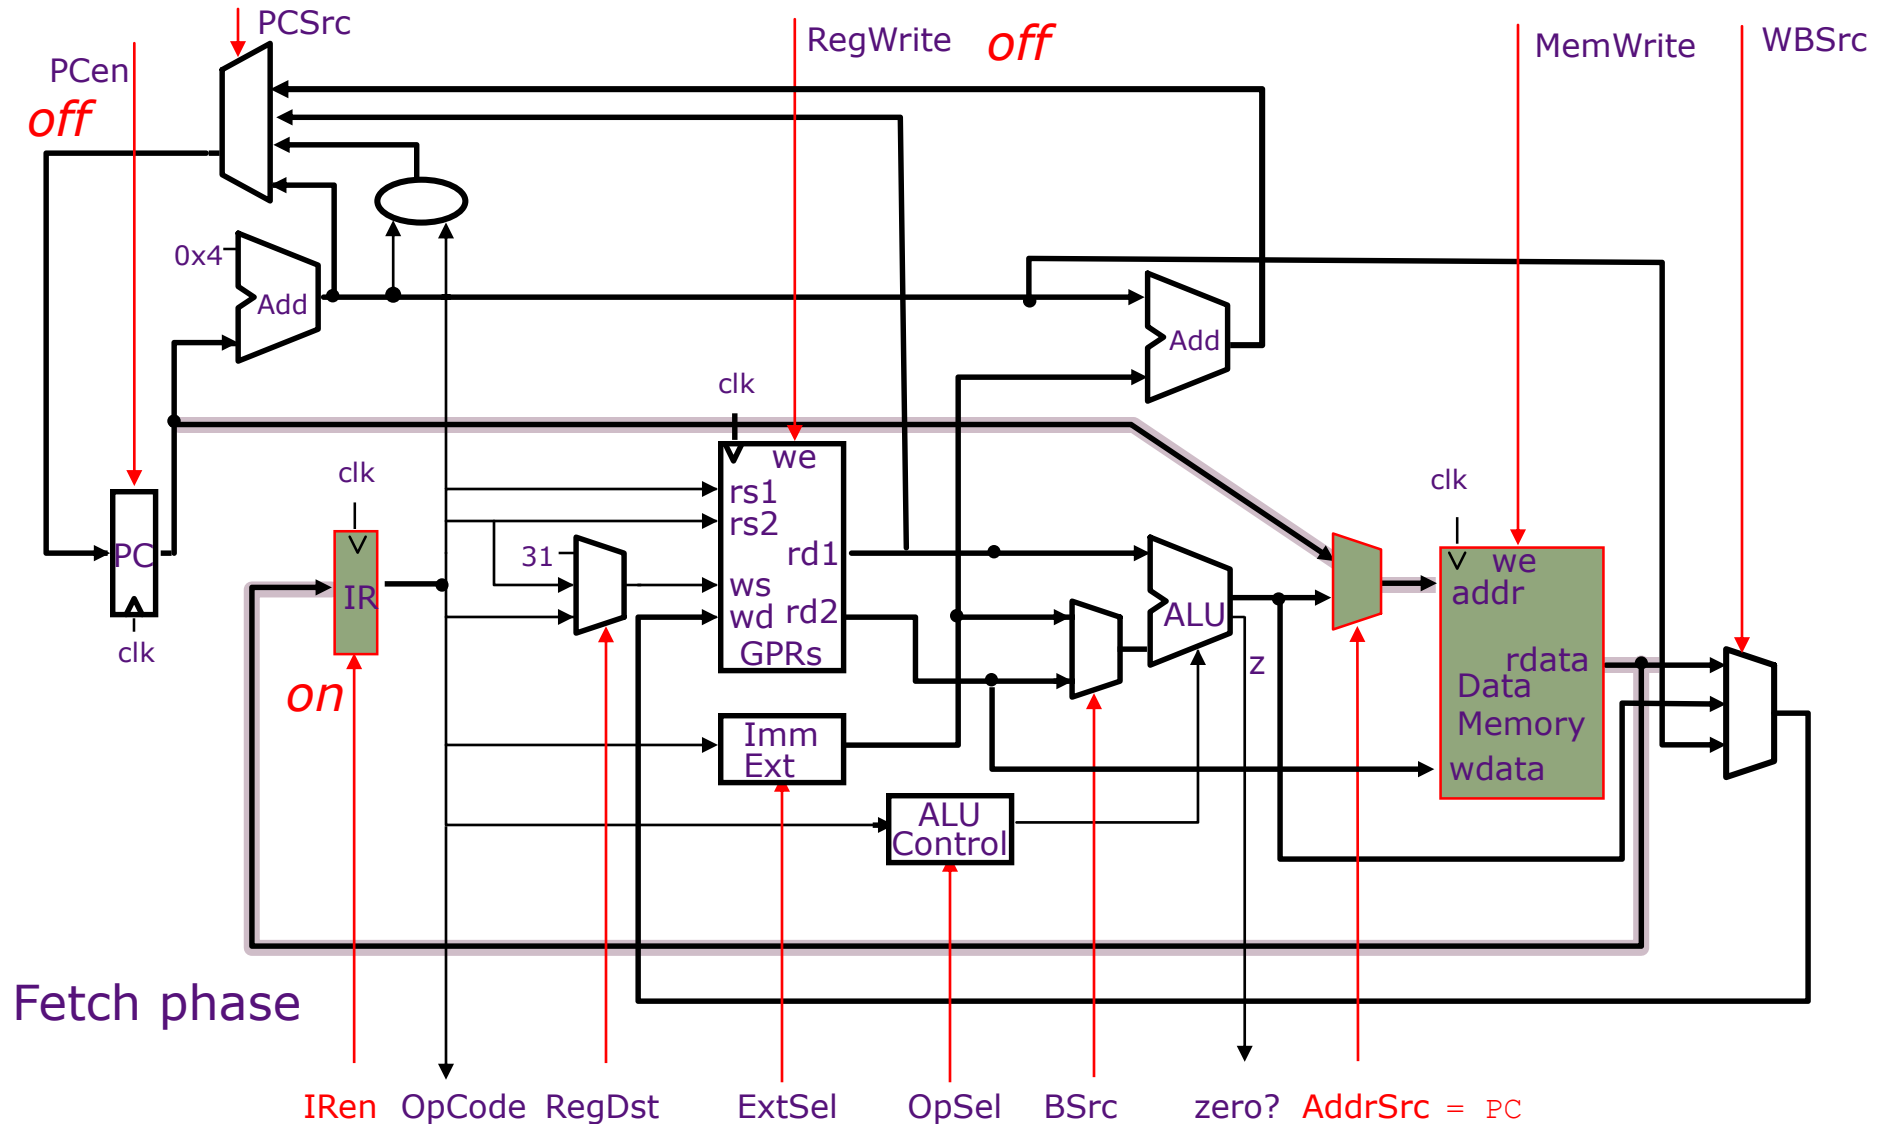 PCSrc
RegWrite off
MemWrite
WBSrc
PCen
off
0x4
Add
Add
clk
we
clk
rs1
rs2
clk
we
addr
31
rd1
PC
IR
ws
wd rd2
ALU
GPRs
clk
z
rdata
Data
Memory
on
Imm
Ext
wdata
ALU
Control
Fetch phase
IRen OpCode RegDst ExtSel OpSel BSrc zero? AddrSrc = PC